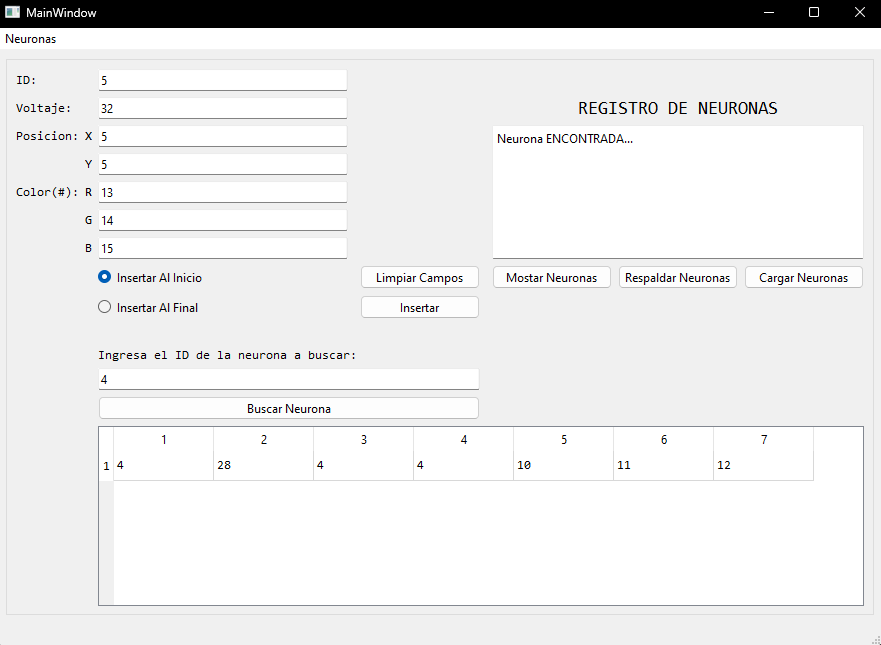 MainWindow
Neuronas
ID: 5
Voltaje: 32
Posicion: X 5
Y 5
Color(#): R 13
G 14
B 15
Insertar Al Inicio
Insertar Al Final
Limpiar Campos
Insertar
REGISTRO DE NEURONAS
Neurona ENCONTRADA...
Mostar Neuronas Respaldar Neuronas Cargar Neuronas
Ingresa el ID de la neurona a buscar:
4
Buscar Neurona
1 2 3 4 5 6 7
1 4 28 4 4 10 11 12